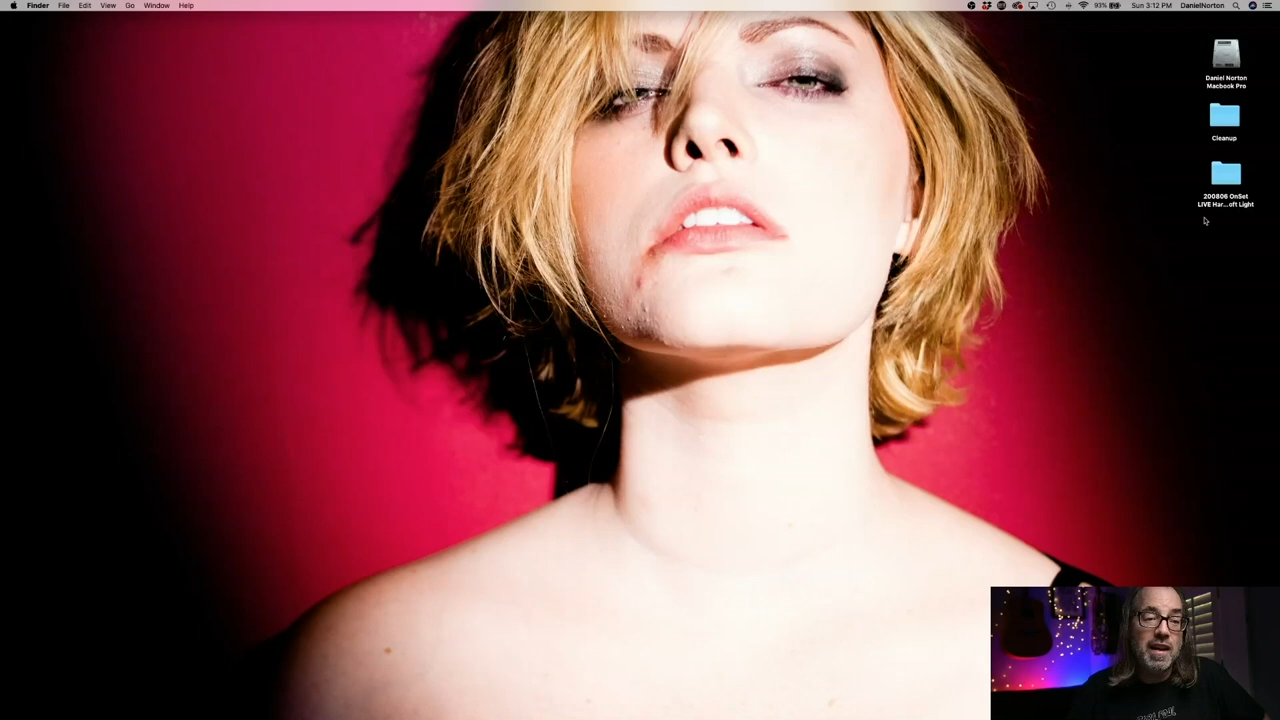 Finder File Edit View Go Window Help 93% Sun 3:12 PM DanielNorton
Daniel Norton
Macbook Pro
Cleanup
200806 OnSet
LIVE Har...oft Light